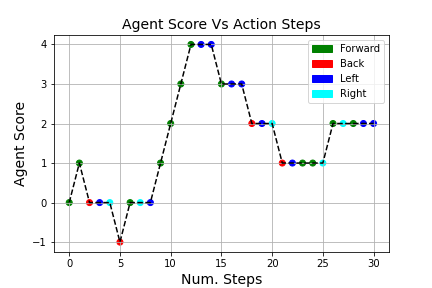 Agent Score Vs Action Steps
Agent Score
4
3
2
1
0
−1
Forward
Back
Left
Right
0 5 10 15 20 25 30
Num. Steps